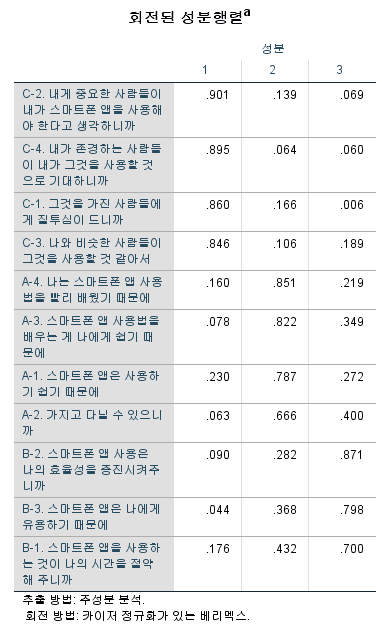 회전된 성분행렬a
성분
1 2 3
C-2. 내게 중요한 사람들이 .901 .139 .069
내가 스마트폰 앱을 사용해
야 한다고 생각하니까
C-4. 내가 존경하는 사람들 .895 .064 .060
이 내가 그것을 사용할 것
으로 기대하니까
C-1. 그것을 가진 사람들에 .860 .166 .006
게 질투심이 드니까
C-3. 나와 비슷한 사람들이 .846 .106 .189
그것을 사용할 것 같아서
A-4. 나는 스마트폰 앱 사용 .160 .851 .219
법을 빨리 배웠기 때문에
A-3. 스마트폰 앱 사용법을 .078 .822 .349
배우는 게 나에게 쉽기 때
문에
A-1. 스마트폰 앱은 사용하 .230 .787 .272
기 쉽기 때문에
A-2. 가지고 다닐 수 있으니 .063 .666 .400
까
B-2. 스마트폰 앱 사용은 .090 .282 .871
나의 효율성을 증진시켜주
니까
B-3. 스마트폰 앱은 나에게 .044 .368 .798
유용하기 때문에
B-1. 스마트폰 앱을 사용하 .176 .432 .700
는 것이 나의 시간을 절약
해 주니까
추출 방법: 주성분 분석.
회전 방법: 카이저 정규화가 있는 베리멕스.